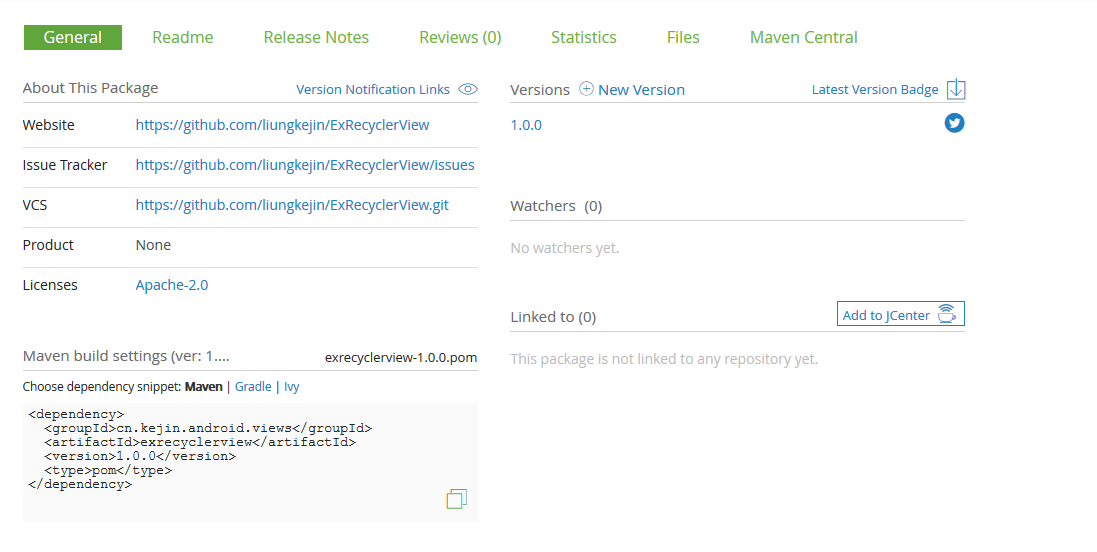 General Readme Release Notes Reviews (0) Statistics Files Maven Central
About This Package Version Notification Links
Website https://github.com/liungkejin/ExRecyclerView
Issue Tracker https://github.com/liungkejin/ExRecyclerView/issues
VCS https://github.com/liungkejin/ExRecyclerView.git
Product None
Licenses Apache-2.0
Maven build settings (ver: 1.... exrecyclerview-1.0.0.pom
Choose dependency snippet: Maven | Gradle | Ivy
<dependency>
<groupId>cn.kejin.android.views</groupId>
<artifactId>exrecyclerview</artifactId>
<version>1.0.0</version>
<type>pom</type>
</dependency>
Versions New Version Latest Version Badge
1.0.0
Watchers (0)
No watchers yet.
Linked to (0) Add to JCenter
This package is not linked to any repository yet.